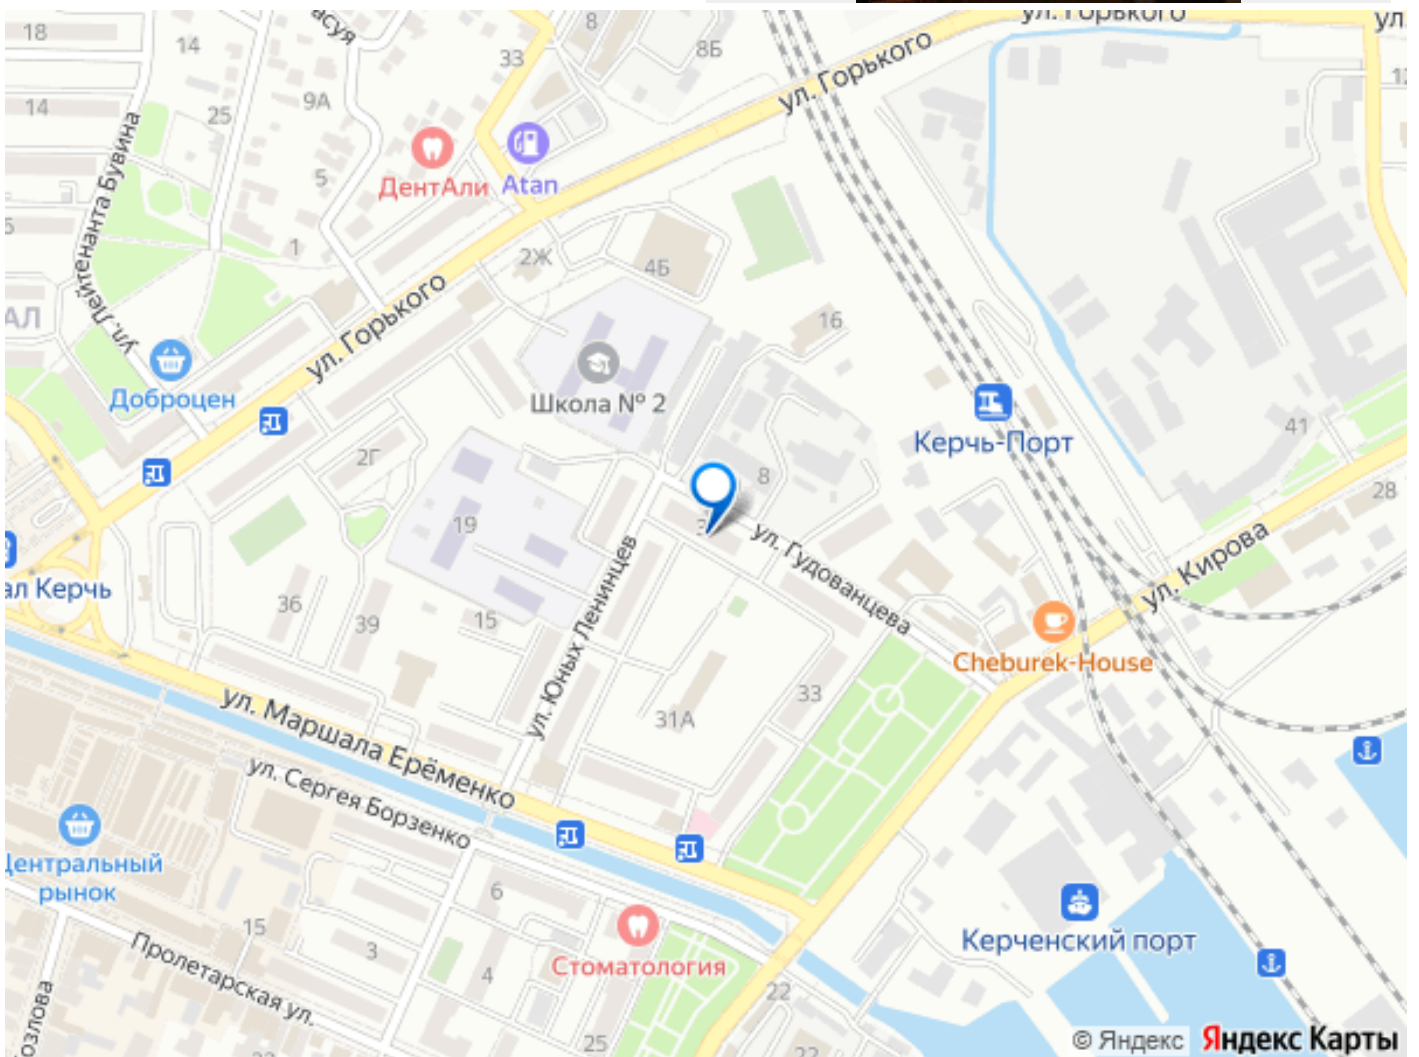 ул. Горького
ул.
18
14
8
8Б
33
ул. Горького
9А
14
25
ДентАли
Atan
5
ул. Лейтенанта Бувина
1
2Ж
4Б
16
ул. Горького
Доброцен
Школа № 2
Керчь-Порт
41
2Г
8
28
19
ул. Гудованцева
ул. Кирова
36
39
15
ул. Юных Ленинцев
Cheburek-House
33
31А
ул. Маршала Ерёменко
ул. Сергея Борзенко
Центральный
рынок
6
15
3
4
Стоматология
Керченский порт
Пролетарская ул.
22
25
22
© Яндекс Яндекс Карты